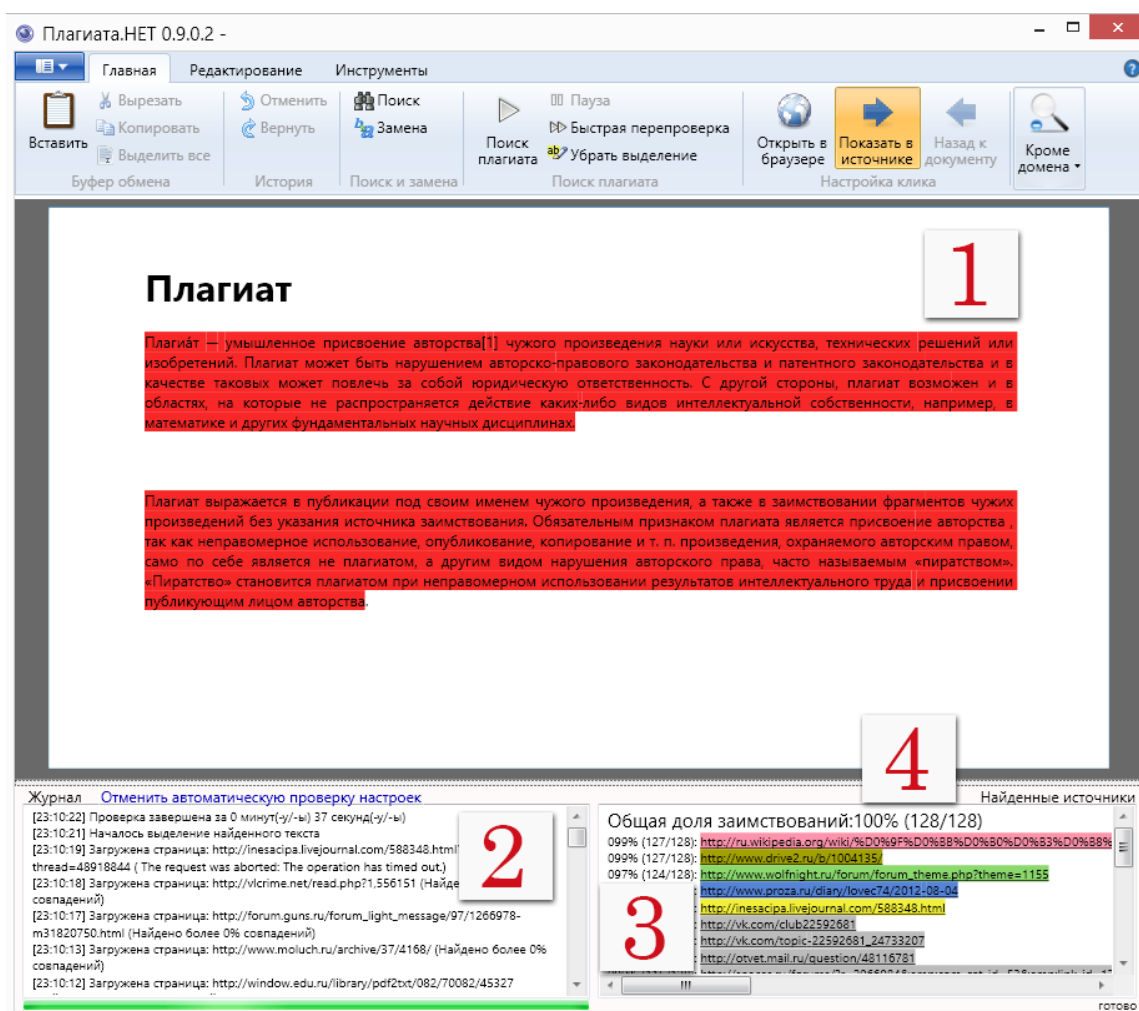 Плагиата.НЕТ 0.9.0.2 -
Главная Редактирование Инструменты
Вставить
Вырезать
Копировать
Выделить все
Буфер обмена
Отменить
Вернуть
История
Поиск
Замена
Поиск и замена
Поиск
плагиата
Пауза
Быстрая перепроверка
Убрать выделение
Поиск плагиата
Открыть в
браузере
Показать в
источнике
Назад к
документу
Настройка клика
Кроме
домена
1
Плагиат
Плагиа́т — умышленное присвоение авторства[1] чужого произведения науки или искусства, технических решений или
изобретений. Плагиат может быть нарушением авторско-правового законодательства и патентного законодательства и в
качестве таковых может повлечь за собой юридическую ответственность. С другой стороны, плагиат возможен и в
областях, на которые не распространяется действие каких-либо видов интеллектуальной собственности, например, в
математике и других фундаментальных научных дисциплинах.
Плагиат выражается в публикации под своим именем чужого произведения, а также в заимствовании фрагментов чужих
произведений без указания источника заимствования. Обязательным признаком плагиата является присвоение авторства ,
так как неправомерное использование, опубликование, копирование и т. п. произведения, охраняемого авторским правом,
само по себе является не плагиатом, а другим видом нарушения авторского права, часто называемым «пиратством».
«Пиратство» становится плагиатом при неправомерном использовании результатов интеллектуального труда и присвоении
публикующим лицом авторства.
Журнал Отменить автоматическую проверку настроек
[23:10:22] Проверка завершена за 0 минут(-у/-ы) 37 секунд(-у/-ы)
[23:10:21] Началось выделение найденного текста
[23:10:19] Загружена страница: http://inesacipa.livejournal.com/588348.html
thread=48918844 ( The request was aborted: The operation has timed out.)
[23:10:18] Загружена страница: http://vlcrime.net/read.php?1,556151 (Найде
совпадений)
[23:10:17] Загружена страница: http://forum.guns.ru/forum_light_message/97/1266978-
m31820750.html (Найдено более 0% совпадений)
[23:10:13] Загружена страница: http://www.moluch.ru/archive/37/4168/ (Найдено более 0%
совпадений)
[23:10:12] Загружена страница: http://window.edu.ru/library/pdf2txt/082/70082/45327
2
4
Найденные источники
Общая доля заимствований:100% (128/128)
099% (127/128): http://ru.wikipedia.org/wiki/%D0%9F%D0%BB%D0%B0%D0%B3%D0%B8%
099% (127/128): http://www.drive2.ru/b/1004135/
097% (124/128): http://www.wolfnight.ru/forum/forum_theme.php?theme=1155
: http://www.proza.ru/diary/lovec74/2012-08-04
: http://inesacipa.livejournal.com/588348.html
: http://vk.com/club22592681
: http://vk.com/topic-22592681_24733207
: http://otvet.mail.ru/question/48116781
3
готово